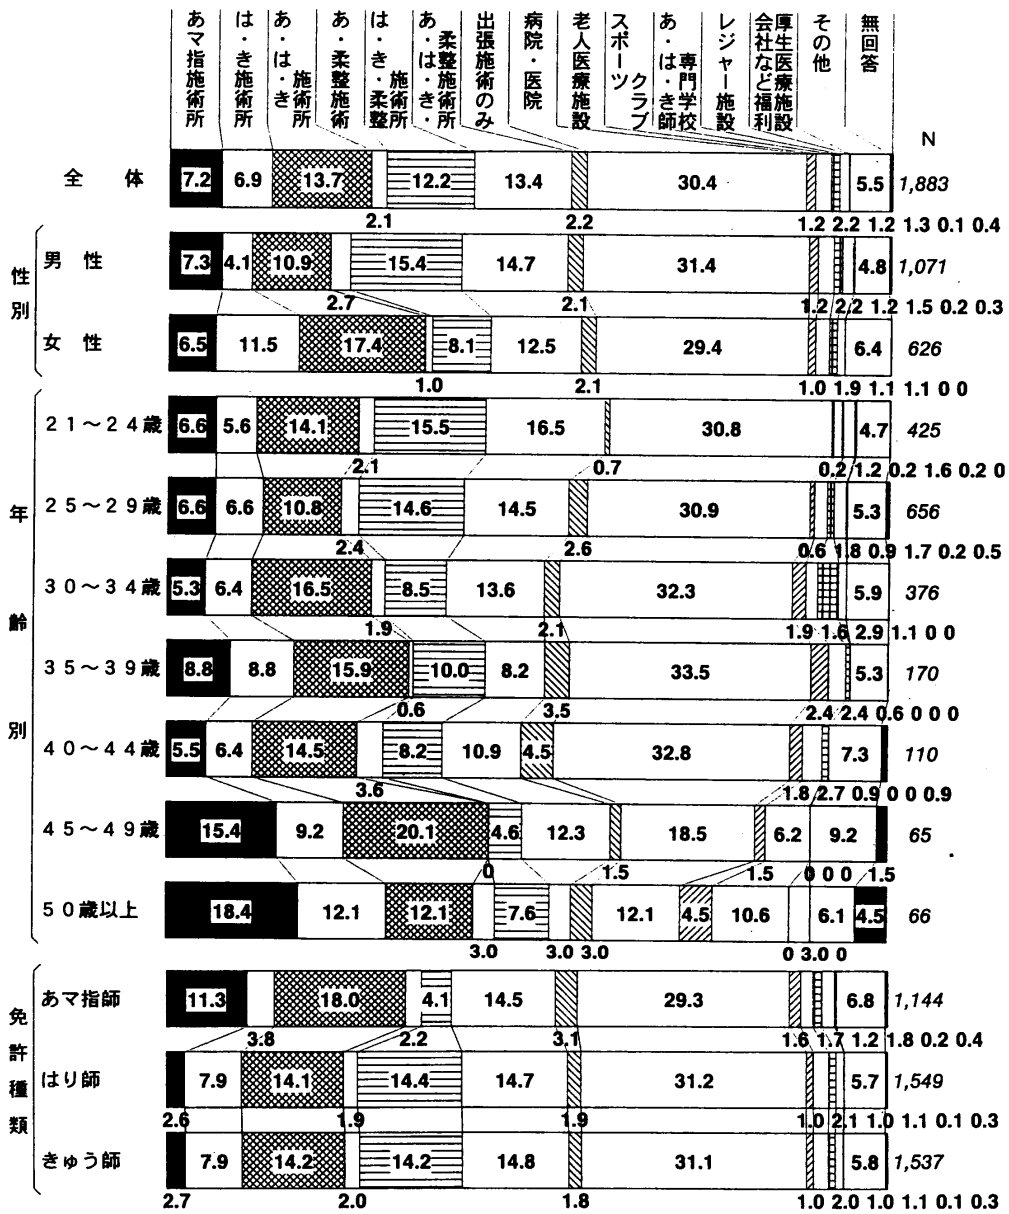 あマ指施術所
は・き施術所
あ・は・き
施術所
あ・柔整施術
は・き・柔整
施術所
あ・は・き・
柔整施術所
出張施術のみ
病院・医院
老人医療施設
スポーツ
クラブ
あ・は・き師
専門学校
レジャー施設
会社など福利
厚生医療施設
その他
無回答
N
全体 7.2 6.9 13.7 12.2 13.4 30.4 5.5 1,883
2.1 2.2 1.2 2.2 1.2 1.3 0.1 0.4
性別
男性 7.3 4.1 10.9 15.4 14.7 31.4 4.8 1,071
2.7 2.1 1.2 2.2 1.2 1.5 0.2 0.3
女性 6.5 11.5 17.4 8.1 12.5 29.4 6.4 626
1.0 2.1 1.0 1.9 1.1 1.1 0 0
年齢別
21〜24歳 6.6 5.6 14.1 15.5 16.5 30.8 4.7 425
2.1 0.7 0.2 1.2 0.2 1.6 0.2 0
25〜29歳 6.6 6.6 10.8 14.6 14.5 30.9 5.3 656
2.4 2.6 0.6 1.8 0.9 1.7 0.2 0.5
30〜34歳 5.3 6.4 16.5 8.5 13.6 32.3 5.9 376
1.9 2.1 1.9 1.6 2.9 1.1 0 0
35〜39歳 8.8 8.8 15.9 10.0 8.2 33.5 5.3 170
0.6 3.5 2.4 2.4 0.6 0 0 0
40〜44歳 5.5 6.4 14.5 8.2 10.9 4.5 32.8 7.3 110
3.6 1.8 2.7 0.9 0 0 0.9
45〜49歳 15.4 9.2 20.1 4.6 12.3 18.5 6.2 9.2 65
0 1.5 1.5 0 0 0 1.5
50歳以上 18.4 12.1 12.1 7.6 12.1 4.5 10.6 6.1 4.5 66
3.0 3.0 3.0 0 3.0 0
免許種類
あマ指師 11.3 18.0 4.1 14.5 29.3 6.8 1,144
3.8 2.2 3.1 1.6 1.7 1.2 1.8 0.2 0.4
はり師 7.9 14.1 14.4 14.7 31.2 5.7 1,549
2.6 1.9 1.9 1.0 2.1 1.0 1.1 0.1 0.3
きゅう師 7.9 14.2 14.2 14.8 31.1 5.8 1,537
2.7 2.0 1.8 1.0 2.0 1.0 1.1 0.1 0.3